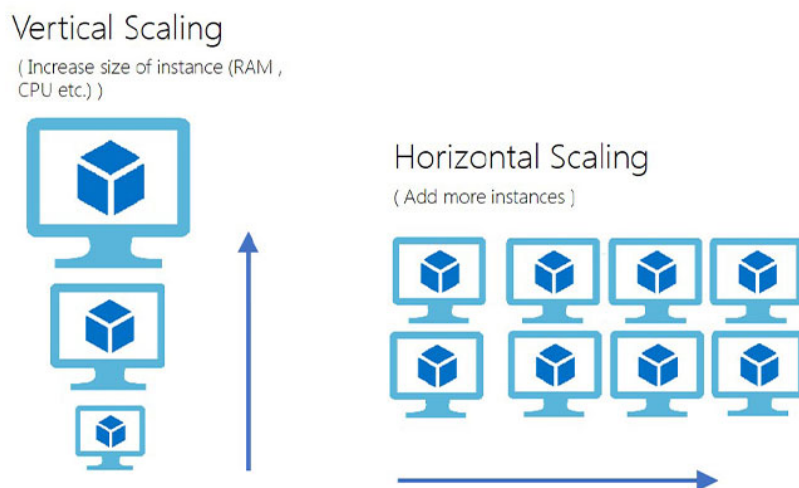 Vertical Scaling
( Increase size of instance (RAM ,
CPU etc.) )
Horizontal Scaling
( Add more instances )